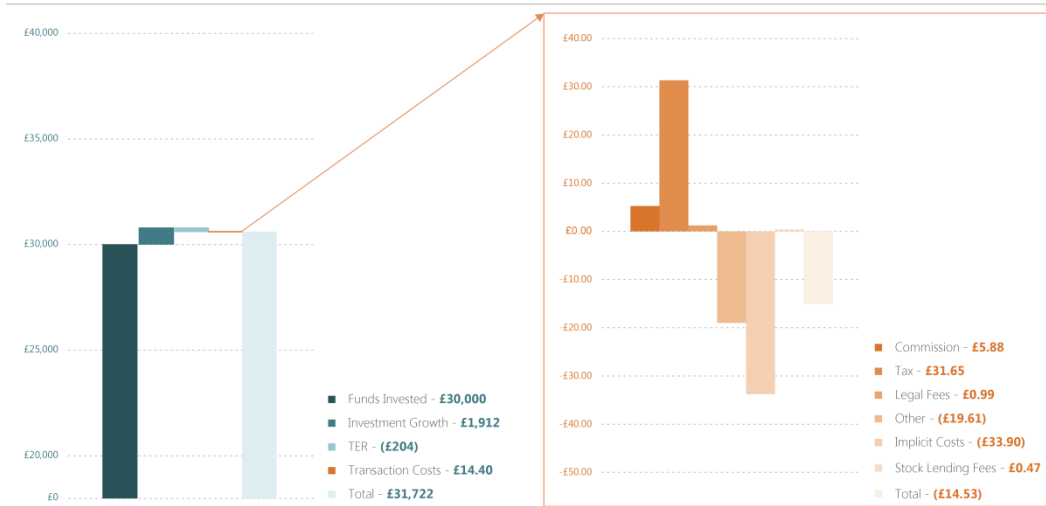 £40,000
£35,000
£30,000
£25,000
£20,000
£0
Funds Invested - £30,000
Investment Growth - £1,912
TER - (£204)
Transaction Costs - £14.40
Total - £31,722
£40.00
£30.00
£20.00
£10.00
£0.00
-£10.00
-£20.00
-£30.00
-£40.00
-£50.00
Commission - £5.88
Tax - £31.65
Legal Fees - £0.99
Other - (£19.61)
Implicit Costs - (£33.90)
Stock Lending Fees - £0.47
Total - (£14.53)